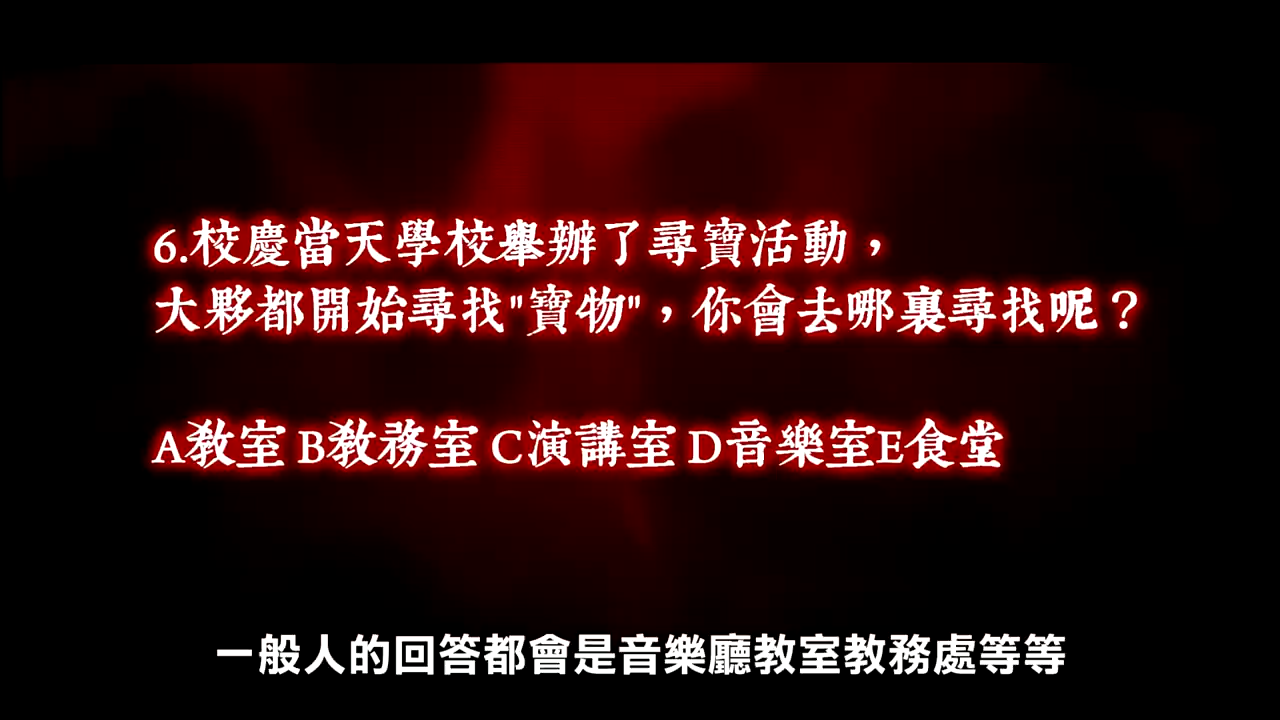 6.校慶當天學校舉辦了尋寶活動，
大夥都開始尋找"寶物"，你會去哪裏尋找呢？
A教室 B教務室 C演講室 D音樂室E食堂
一般人的回答都會是音樂廳教室教務處等等